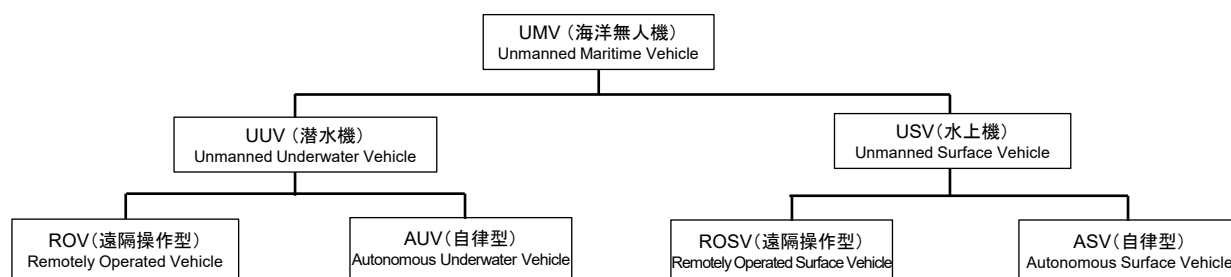 UMV (海洋無人機)
Unmanned Maritime Vehicle
UUV (潜水機)
Unmanned Underwater Vehicle
USV(水上機)
Unmanned Surface Vehicle
ROV(遠隔操作型)
Remotely Operated Vehicle
AUV(自律型)
Autonomous Underwater Vehicle
ROSV(遠隔操作型)
Remotely Operated Surface Vehicle
ASV(自律型)
Autonomous Surface Vehicle